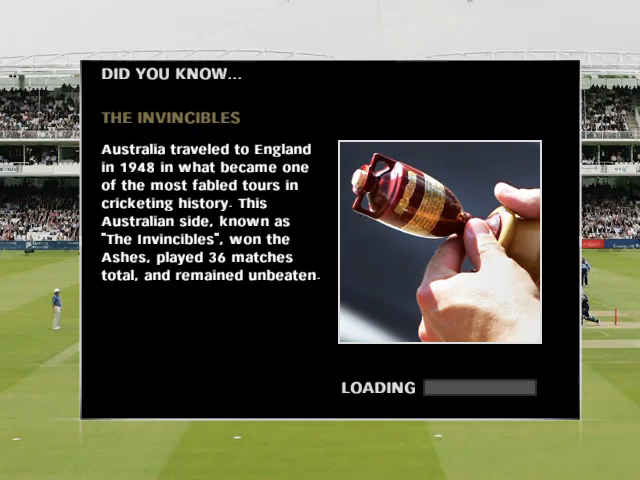 DID YOU KNOW...
THE INVINCIBLES
Australia traveled to England
in 1948 in what became one
of the most fabled tours in
cricketing history. This
Australian side, known as
"The Invincibles", won the
Ashes, played 36 matches
total, and remained unbeaten.
LOADING